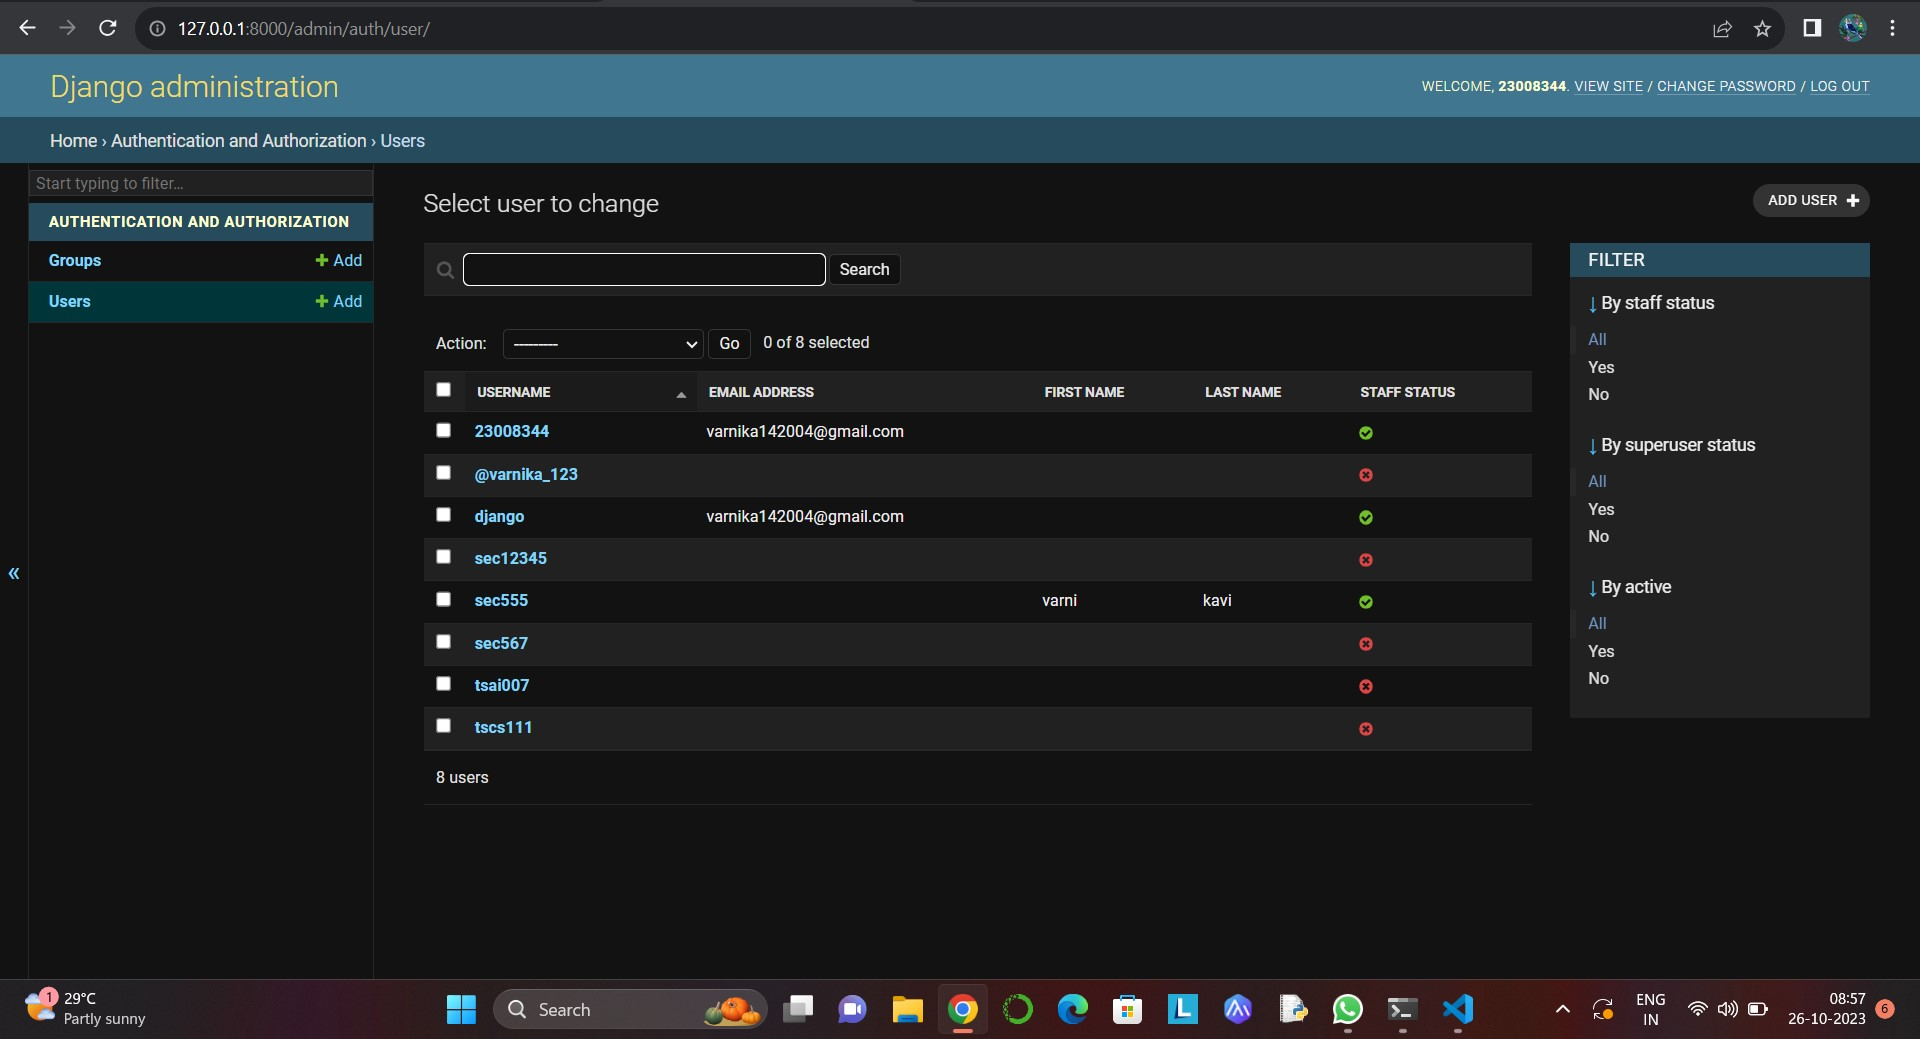 127.0.0.1:8000/admin/auth/user/
Django administration
WELCOME, 23008344. VIEW SITE / CHANGE PASSWORD / LOG OUT
Home › Authentication and Authorization › Users
Start typing to filter...
AUTHENTICATION AND AUTHORIZATION
Groups + Add
Users + Add
«
Select user to change
ADD USER +
Search
Action: --------- Go 0 of 8 selected
USERNAME EMAIL ADDRESS FIRST NAME LAST NAME STAFF STATUS
23008344 varnika142004@gmail.com
@varnika_123
django varnika142004@gmail.com
sec12345
sec555 varni kavi
sec567
tsai007
tscs111
8 users
FILTER
↓ By staff status
All
Yes
No
↓ By superuser status
All
Yes
No
↓ By active
All
Yes
No
1
29°C
Partly sunny
Search
L
ENG
IN
08:57
26-10-2023
6